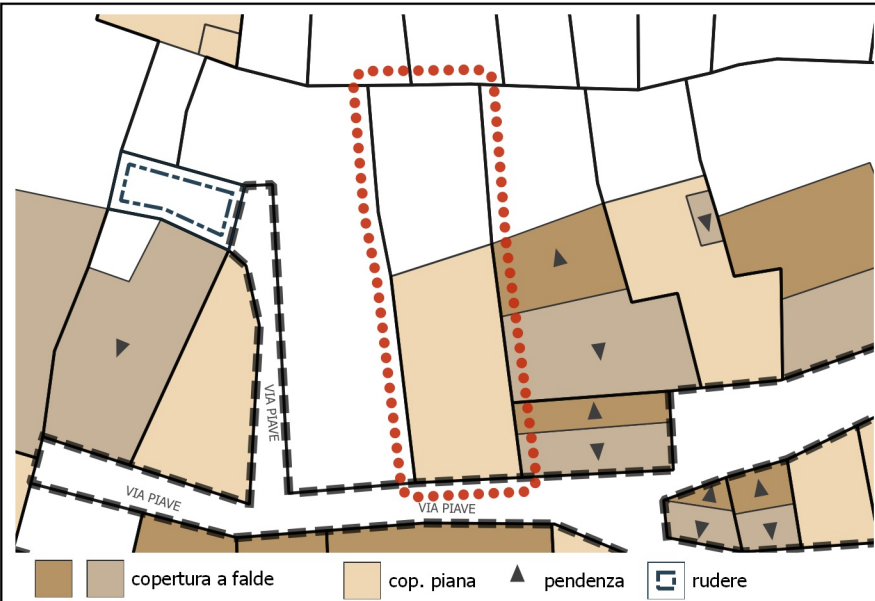 VIA PIAVE
VIA PIAVE
VIA PIAVE
copertura a falde
cop. piana
pendenza
rudere